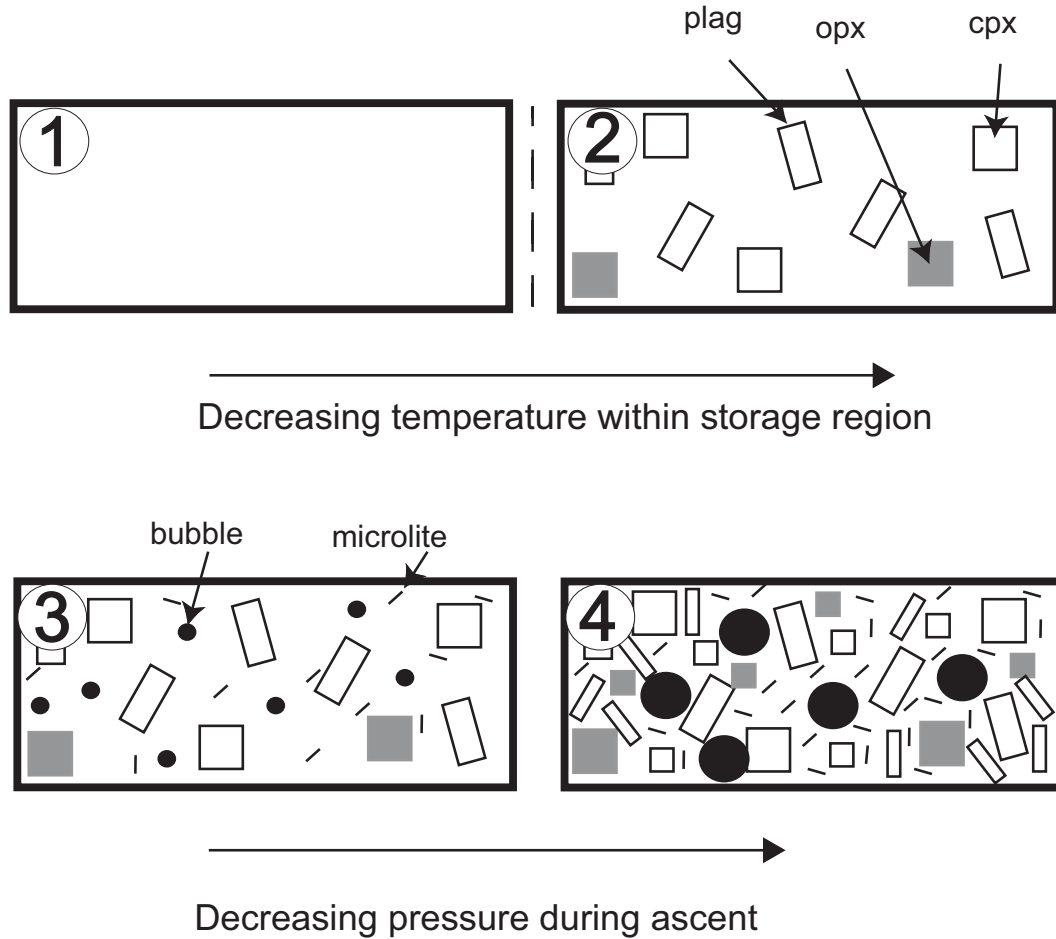 plag opx cpx
1 2
Decreasing temperature within storage region
bubble microlite
3 4
Decreasing pressure during ascent